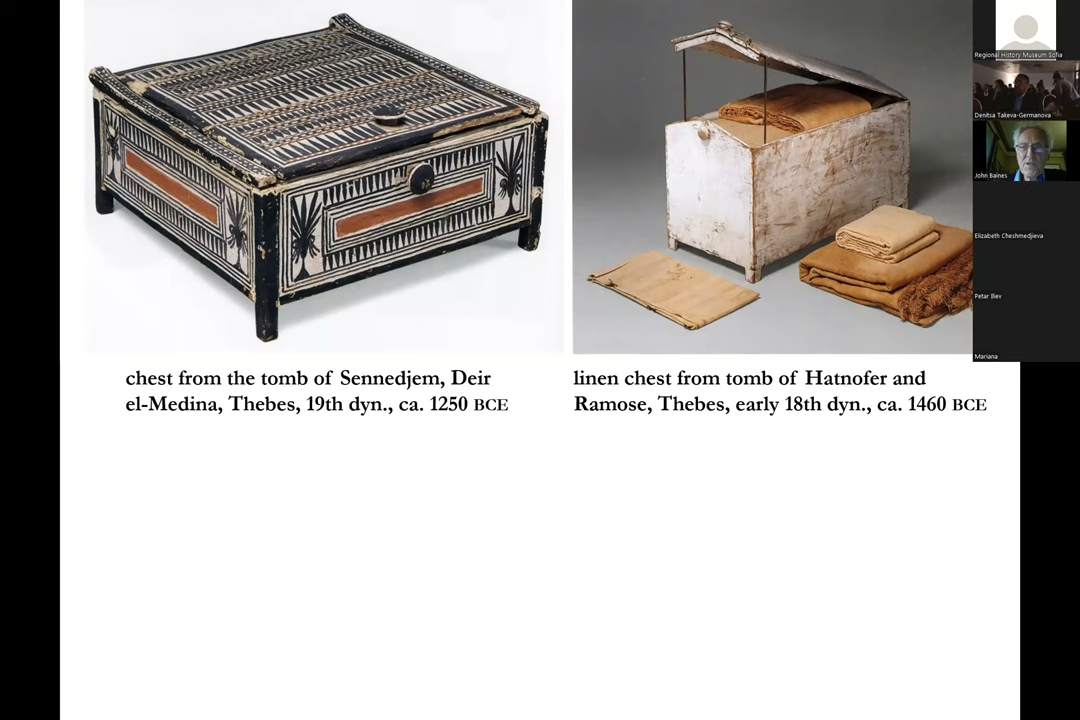 chest from the tomb of Sennedjem, Deir
el-Medina, Thebes, 19th dyn., ca. 1250 BCE
linen chest from tomb of Hatnofer and
Ramose, Thebes, early 18th dyn., ca. 1460 BCE
Regional History Museum Sofia
Denitsa Takeva-Germanova
John Baines
Elizabeth Cheshmedjieva
Petar Iliev
Mariana